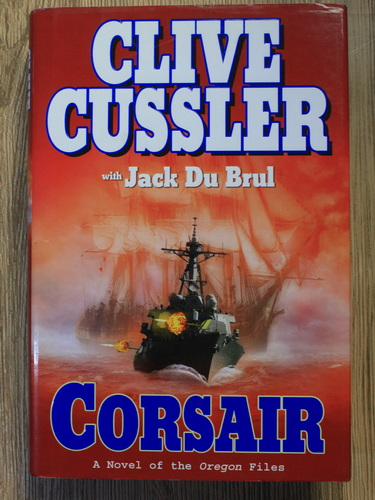 CLIVE
CUSSLER
with Jack Du Brul
CORSAIR
A Novel of the Oregon Files